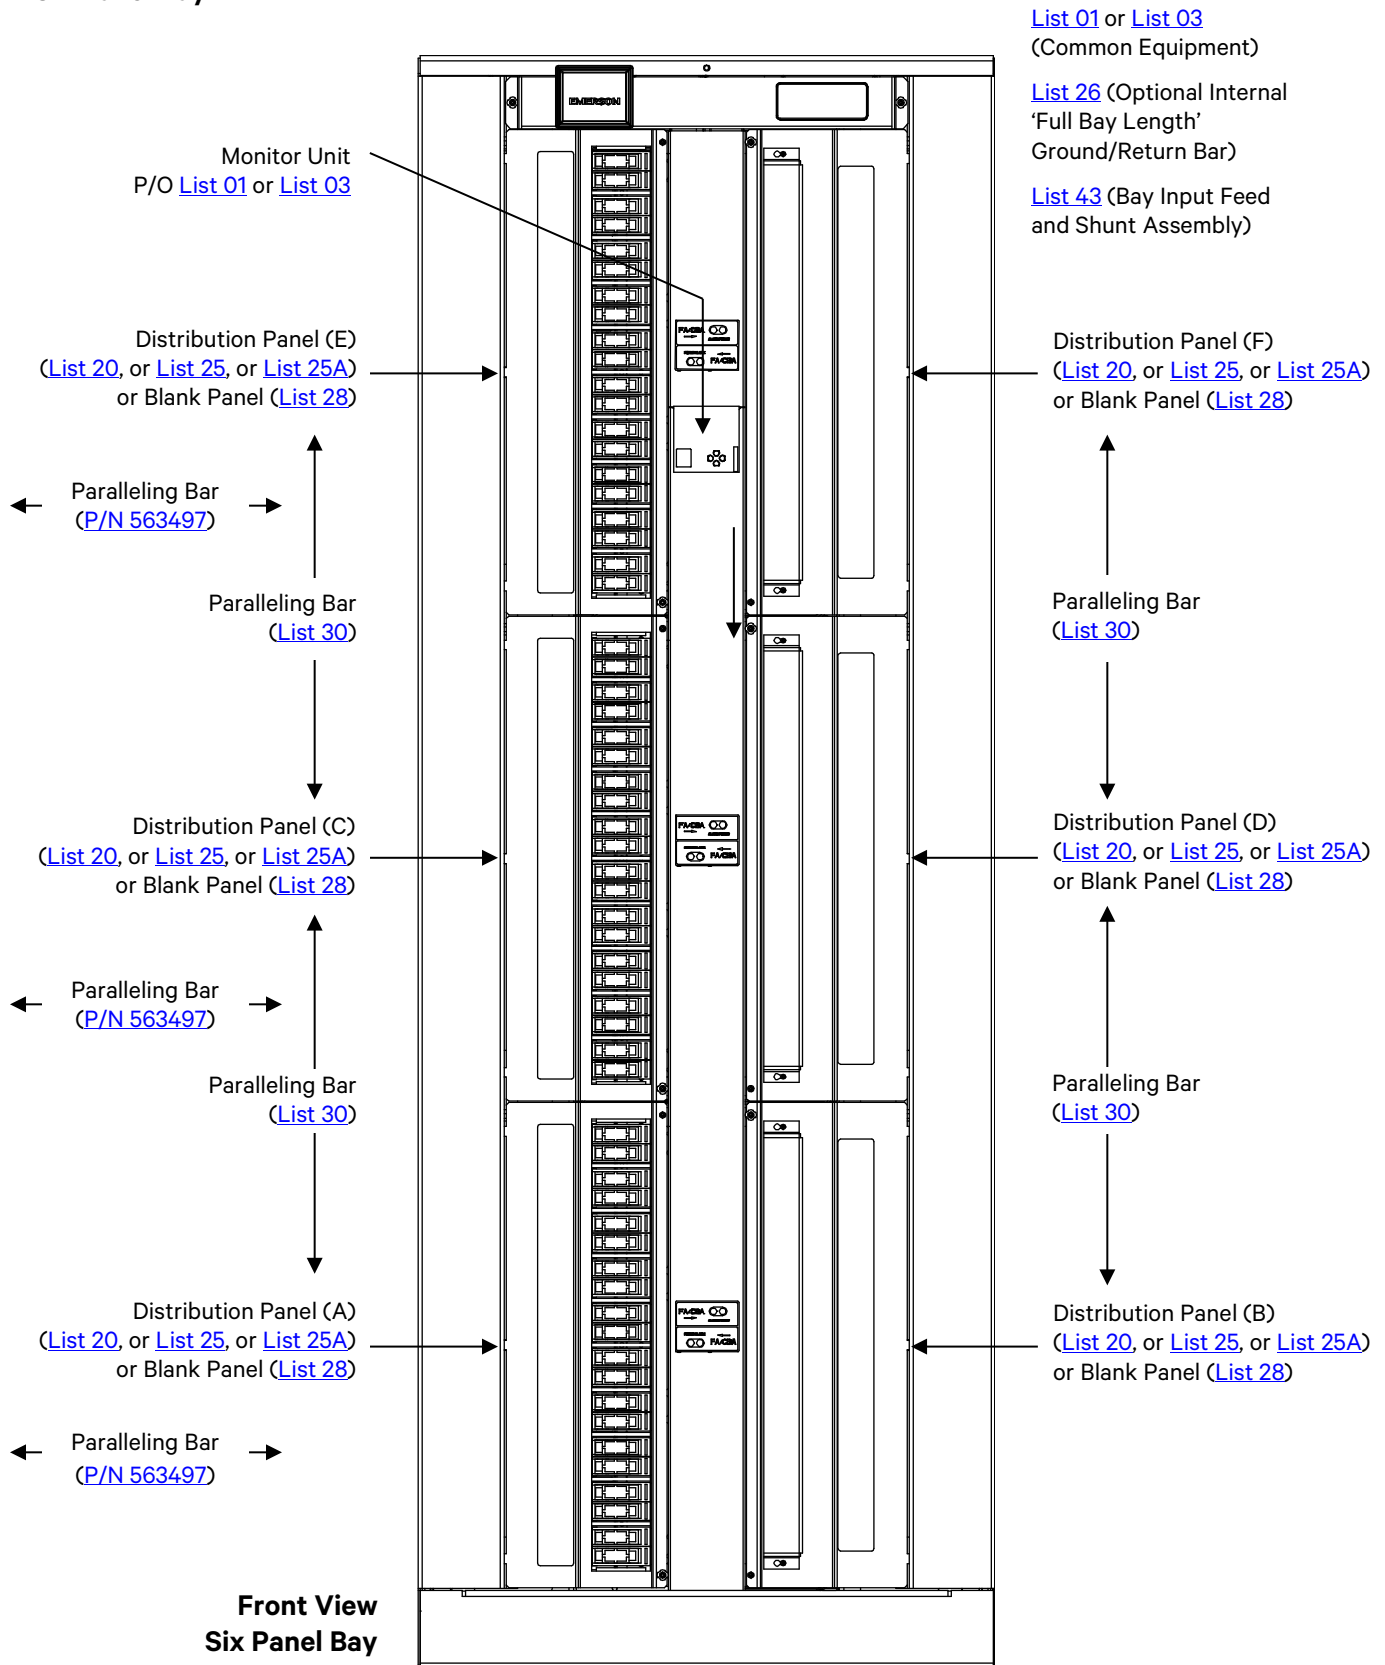 List 01 or List 03
(Common Equipment)
List 26 (Optional Internal
‘Full Bay Length’
Ground/Return Bar)
List 43 (Bay Input Feed
and Shunt Assembly)
EMERSON
Monitor Unit
P/O List 01 or List 03
Distribution Panel (E)
(List 20, or List 25, or List 25A)
or Blank Panel (List 28)
Distribution Panel (F)
(List 20, or List 25, or List 25A)
or Blank Panel (List 28)
Paralleling Bar
(P/N 563497)
Paralleling Bar
(List 30)
Paralleling Bar
(List 30)
Distribution Panel (C)
(List 20, or List 25, or List 25A)
or Blank Panel (List 28)
Distribution Panel (D)
(List 20, or List 25, or List 25A)
or Blank Panel (List 28)
Paralleling Bar
(P/N 563497)
Paralleling Bar
(List 30)
Paralleling Bar
(List 30)
Distribution Panel (A)
(List 20, or List 25, or List 25A)
or Blank Panel (List 28)
Distribution Panel (B)
(List 20, or List 25, or List 25A)
or Blank Panel (List 28)
Paralleling Bar
(P/N 563497)
Front View
Six Panel Bay